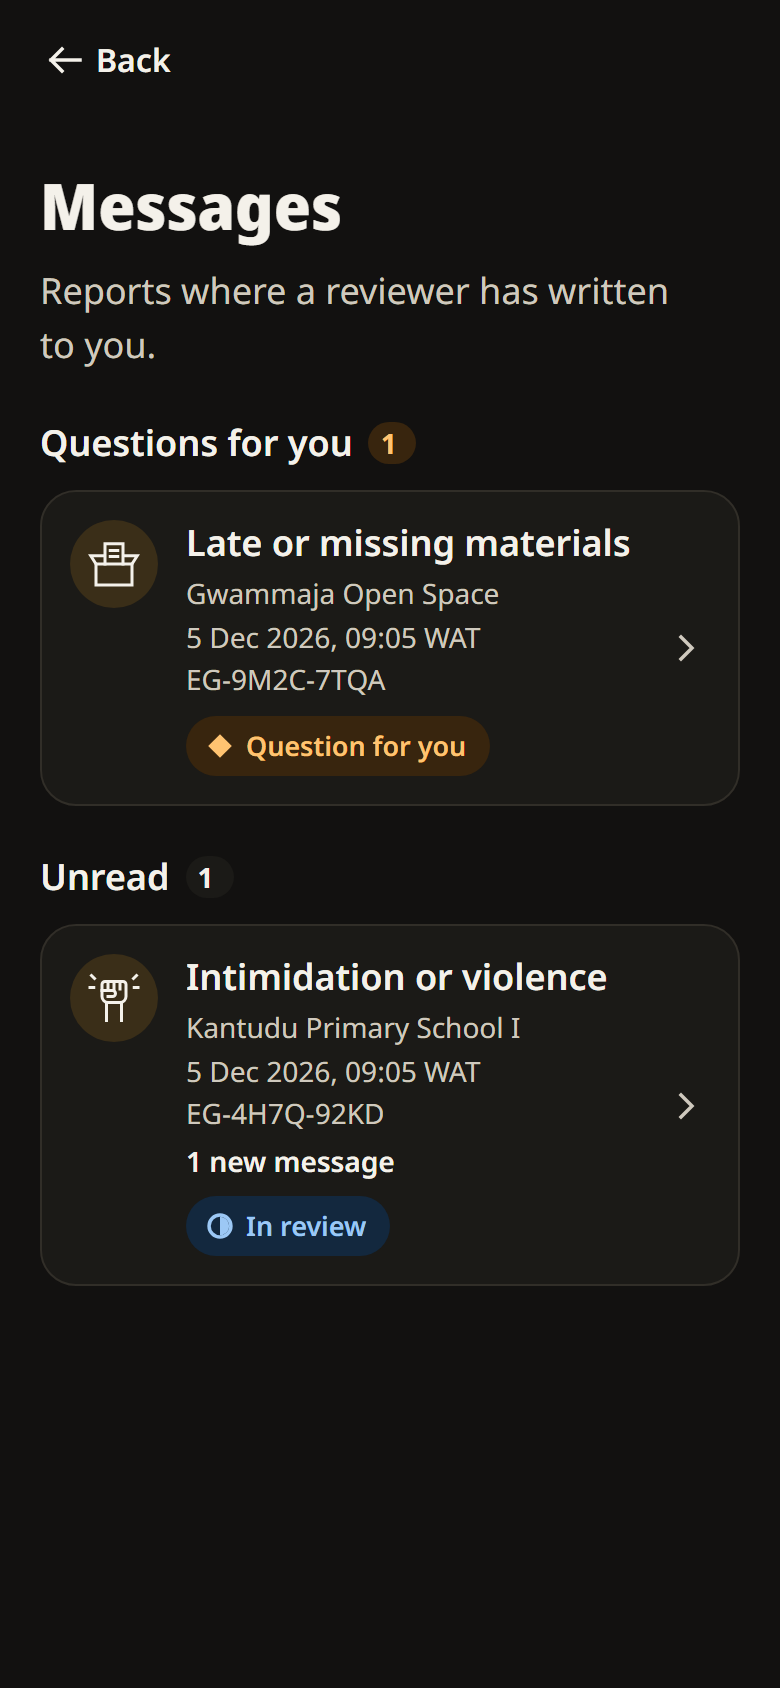 Back
Messages
Reports where a reviewer has written
to you.
Questions for you 1
Late or missing materials
Gwammaja Open Space
5 Dec 2026, 09:05 WAT
EG-9M2C-7TQA
Question for you
Unread 1
Intimidation or violence
Kantudu Primary School I
5 Dec 2026, 09:05 WAT
EG-4H7Q-92KD
1 new message
In review